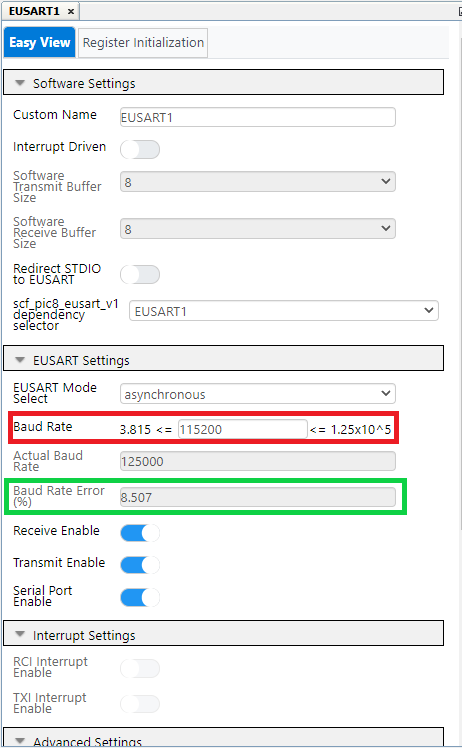 EUSART1 ×
Easy View
Register Initialization
Software Settings
Custom Name
EUSART1
Interrupt Driven
Software
Transmit Buffer
Size
8
Software
Receive Buffer
Size
8
Redirect STDIO
to EUSART
scf_pic8_eusart_v1
dependency
selector
EUSART1
EUSART Settings
EUSART Mode
Select
asynchronous
Baud Rate
3.815 <= 115200 <= 1.25x10^5
Actual Baud
Rate
125000
Baud Rate Error
(%)
8.507
Receive Enable
Transmit Enable
Serial Port
Enable
Interrupt Settings
RCI Interrupt
Enable
TXI Interrupt
Enable
Advanced Settings